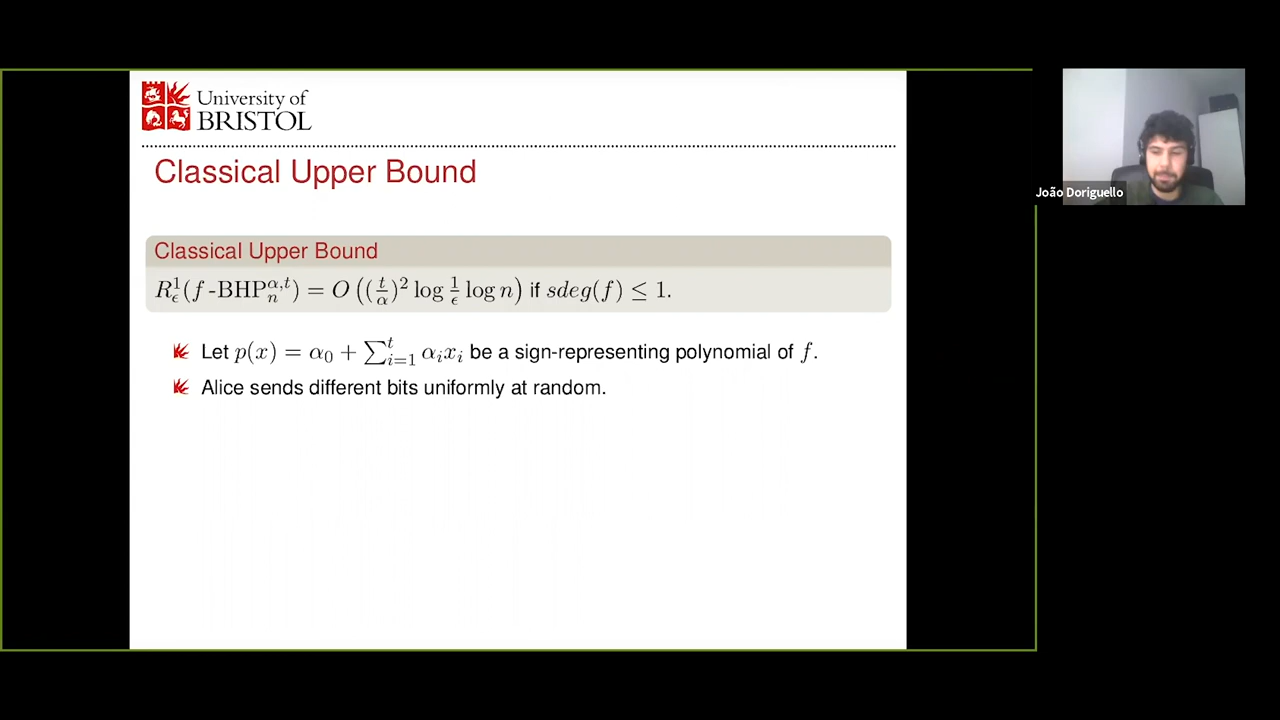 University of
BRISTOL
Classical Upper Bound
Classical Upper Bound
R^1_ϵ(f-BHP^{α,t}_n) = O((t/α)^2 log 1/ϵ log n) if sdeg(f) ≤ 1.
Let p(x) = α_0 + ∑^t_{i=1} α_i x_i be a sign-representing polynomial of f.
Alice sends different bits uniformly at random.
João Doriguello